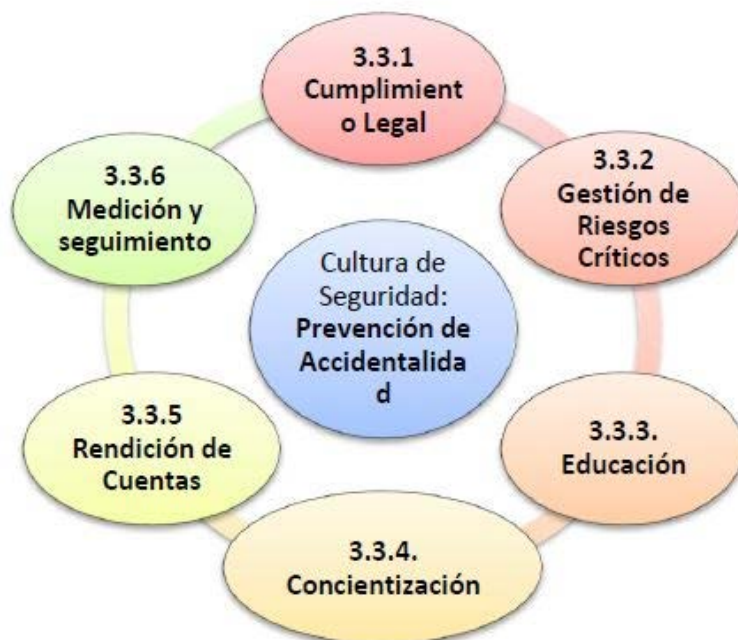 3.3.1
Cumplimient
o Legal
3.3.2
Gestión de
Riesgos
Críticos
3.3.3.
Educación
3.3.4.
Concientización
3.3.5
Rendición de
Cuentas
3.3.6
Medición y
seguimiento
Cultura de
Seguridad:
Prevención de
Accidentalida
d